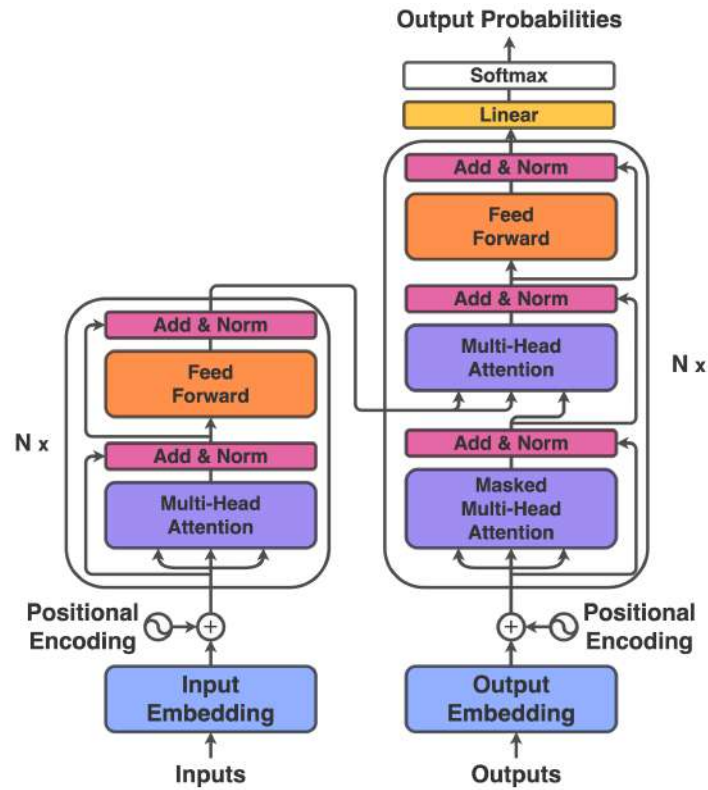 Output Probabilities
Softmax
Linear
Add & Norm
Feed
Forward
Add & Norm
Multi-Head
Attention
N x
Add & Norm
Masked
Multi-Head
Attention
Add & Norm
Feed
Forward
N x
Add & Norm
Multi-Head
Attention
Positional
Encoding
Positional
Encoding
Input
Embedding
Output
Embedding
Inputs
Outputs